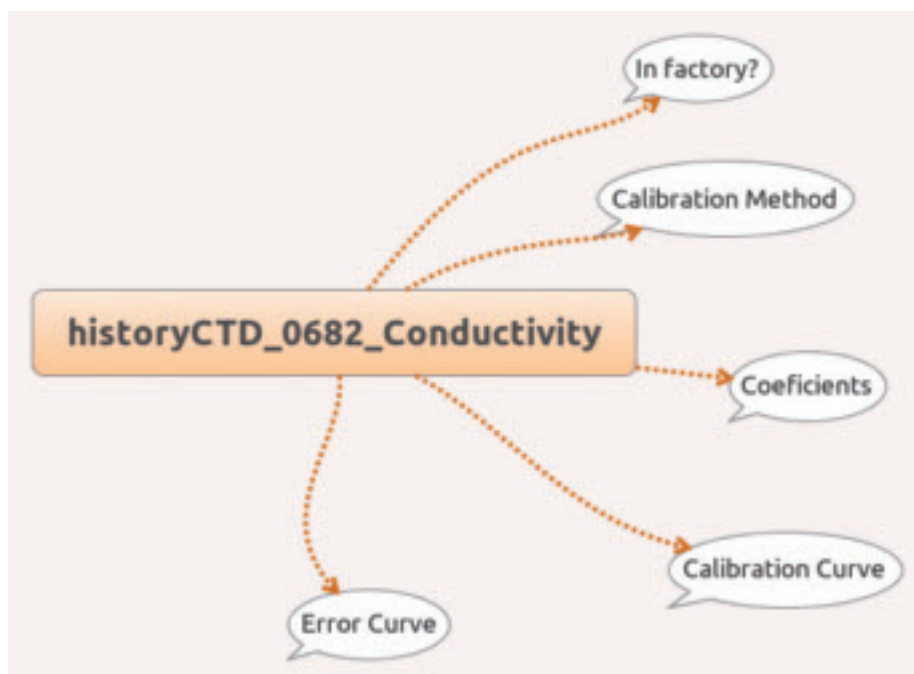 In factory?
Calibration Method
historyCTD_0682_Conductivity
Coeficients
Calibration Curve
Error Curve